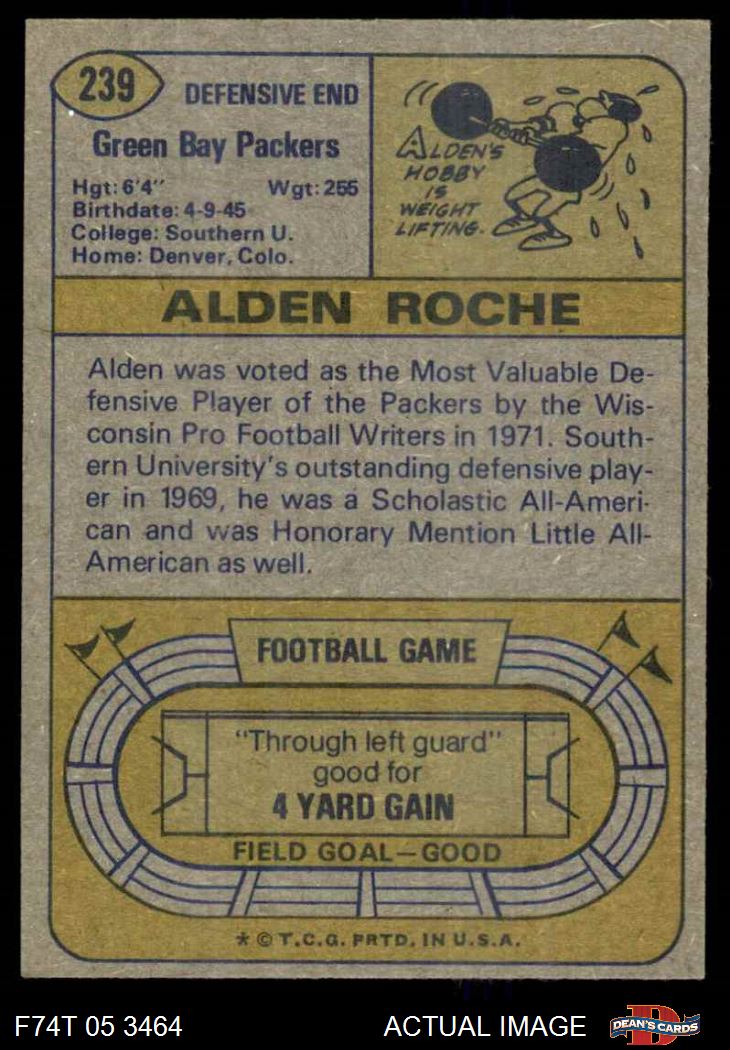 239
DEFENSIVE END
Green Bay Packers
Hgt: 6'4" Wgt: 255
Birthdate: 4-9-45
College: Southern U.
Home: Denver, Colo.
ALDEN'S
HOBBY
IS
WEIGHT
LIFTING.
ALDEN ROCHE
Alden was voted as the Most Valuable De-
fensive Player of the Packers by the Wis-
consin Pro Football Writers in 1971. South-
ern University's outstanding defensive play-
er in 1969, he was a Scholastic All-Ameri-
can and was Honorary Mention Little All-
American as well.
FOOTBALL GAME
"Through left guard"
good for
4 YARD GAIN
FIELD GOAL—GOOD
* © T.C.G. PRTD. IN U.S.A.
F74T 05 3464
ACTUAL IMAGE
D
DEAN'S CARDS